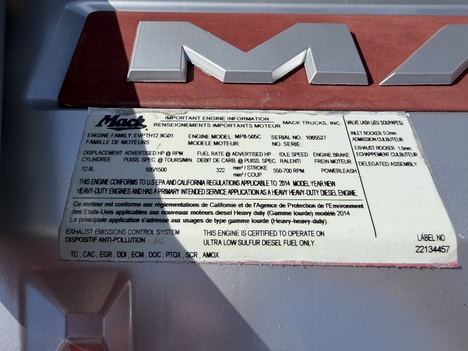 MA
Mack
IMPORTANT ENGINE INFORMATION
RENSEIGNEMENTS IMPORTANTS MOTEUR
MACK TRUCKS, INC
VALVE LASH /JEU SOUPAPES:
ENGINE FAMILY: EVPTH12.8G01 ENGINE MODEL: MP8-505C SERIAL NO. 1065527
FAMILLE DE MOTEURS NO. SERIE
INLET ROCKER 0.2mm
ADMISSION CULBUTEUR
DISPLACEMENT ADVERTISED HP @ RPM FUEL RATE @ ADVERTISED HP IDLE SPEED ENGINE
CYLINDREE PUISS. SPEC @ TOURS/MIN DEBIT DE CARB. @ PUISS. SPEC RALENTI FREIN MOTEUR
EXHAUST ROCKER 1.0mm
ECHAPPEMENT CULBUTEUR
12.8L 505/1500 322 mm³ / STROKE 550-700 RPM POWERLEASH
mm³ / COUP
DELEGATED ASSEMBLY
THIS ENGINE CONFORMS TO U.S EPA AND CALIFORNIA REGULATIONS APPLICABLE TO 2014 MODEL YEAR NEW
HEAVY-DUTY ENGINES AND HAS A PRIMARY INTENDED SERVICE APPLICATION AS A HEAVY HEAVY-DUTY DIESEL ENGINE.
Ce moteur est conforme aux réglementations de Californie et de l'Agence de Protection de l'Environnement
des Etats-Unis applicables aux nouveaux moteurs diesel Heavy duty (Gamme lourde) modèle 2014.
La principale application s'adresse aux usages de type gamme lourde (Heavy-heavy-duty)
EXHAUST EMISSIONS CONTROL SYSTEM
DISPOSITIF ANTI-POLLUTION
THIS ENGINE IS CERTIFIED TO OPERATE ON
ULTRA LOW SULFUR DIESEL FUEL ONLY
LABEL NO
22134457
TC , CAC, EGR , DDI , ECM , DOC , PTOX , SCR , AMOX